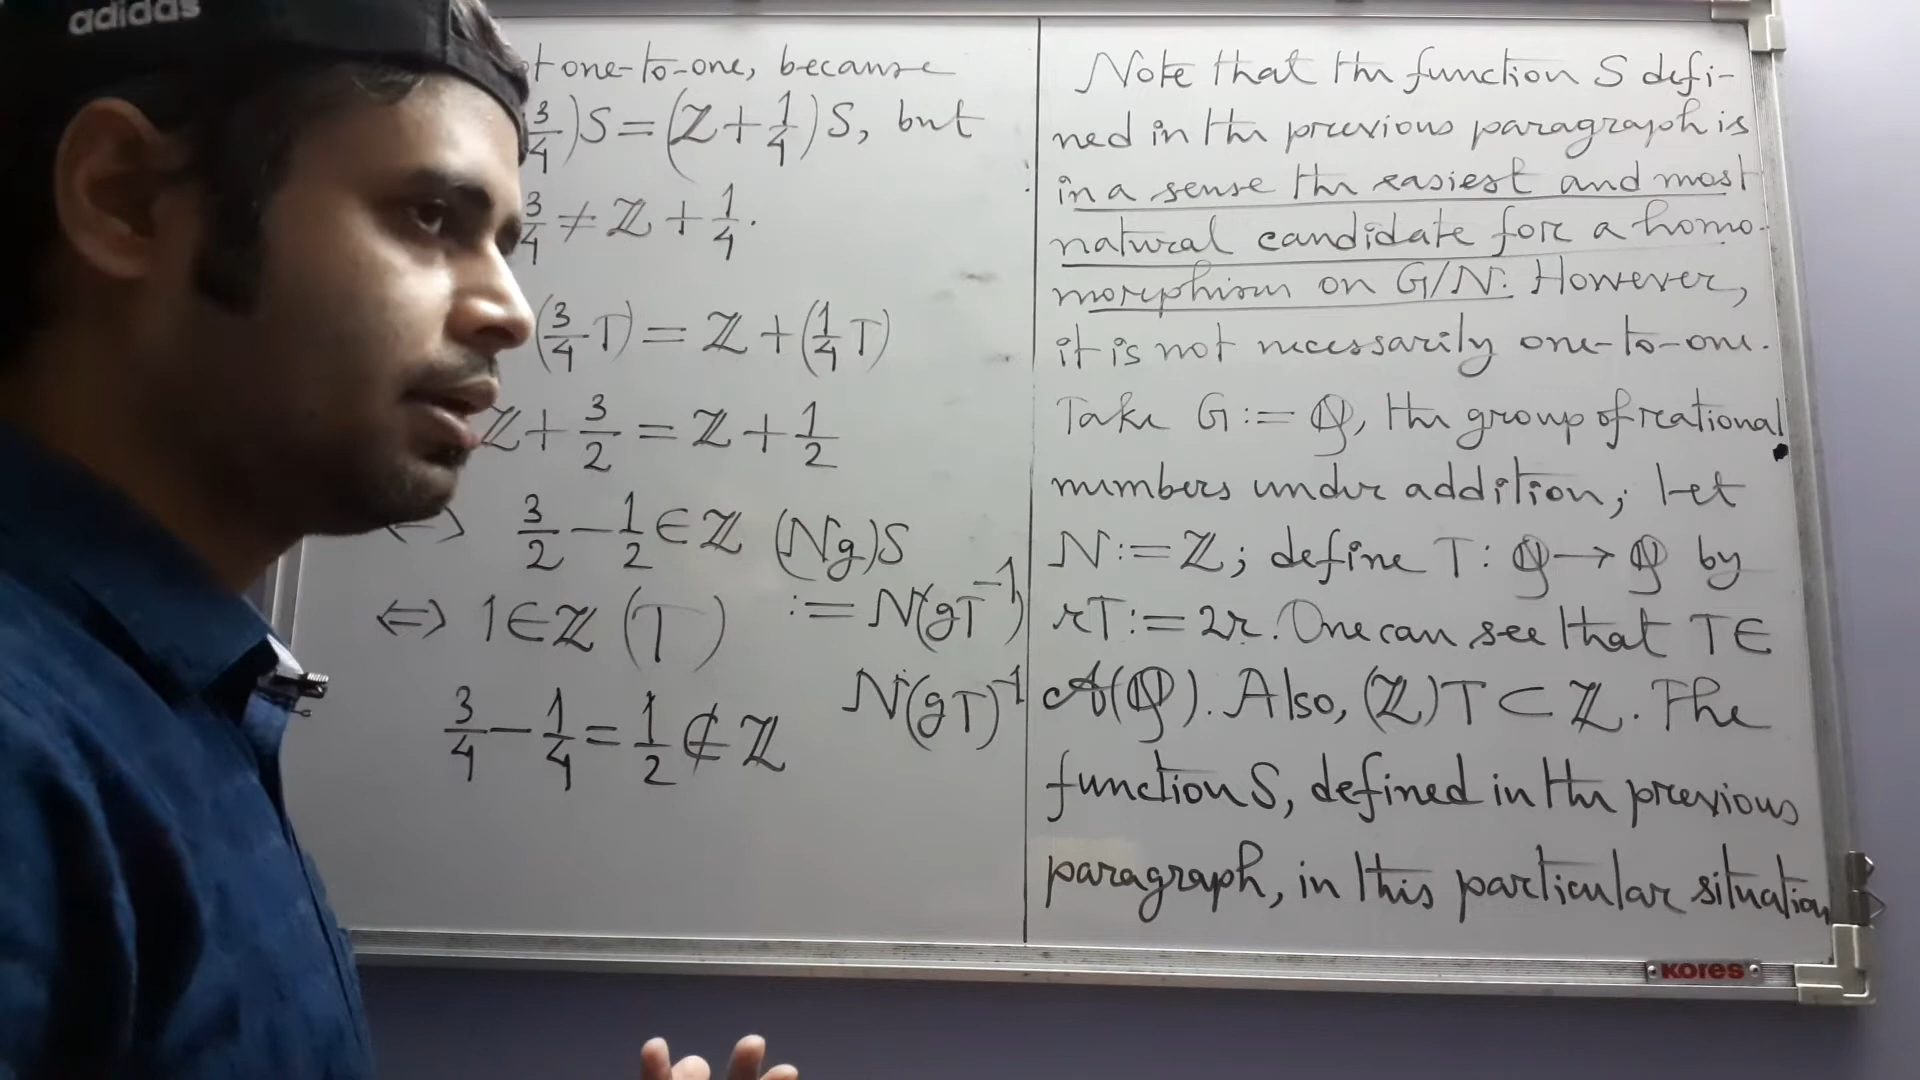 adidas
one-to-one, because
3/4)S=(ℤ+1/4)S, but
3/4≠ℤ+1/4.
(3/4T)=ℤ+(1/4T)
ℤ+3/2=ℤ+1/2
⇔ 3/2-1/2∈ℤ (Ng)S
⇔ 1∈ℤ (T) :=N(gT⁻¹)
N(gT)⁻¹
3/4-1/4=1/2∉ℤ
Note that the function S defi-
ned in the previous paragraph is
in a sense the easiest and most
natural candidate for a homo-
morphism on G/N. However,
it is not necessarily one-to-one.
Take G:=ℚ, the group of rational
numbers under addition; let
N:=ℤ; define T:ℚ→ℚ by
rT:=2r. One can see that T∈
𝒜(ℚ). Also, (ℤ)T⊂ℤ. The
function S, defined in the previous
paragraph, in this particular situation
KORES